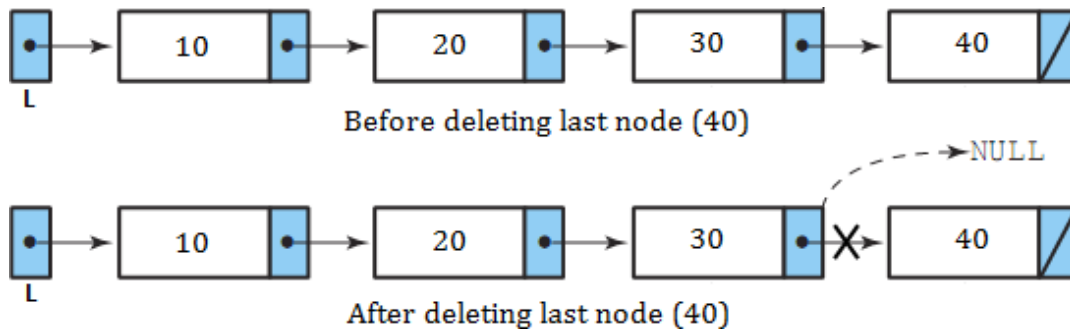 10 20 30 40
L
Before deleting last node (40)
NULL
10 20 30 40
L
After deleting last node (40)